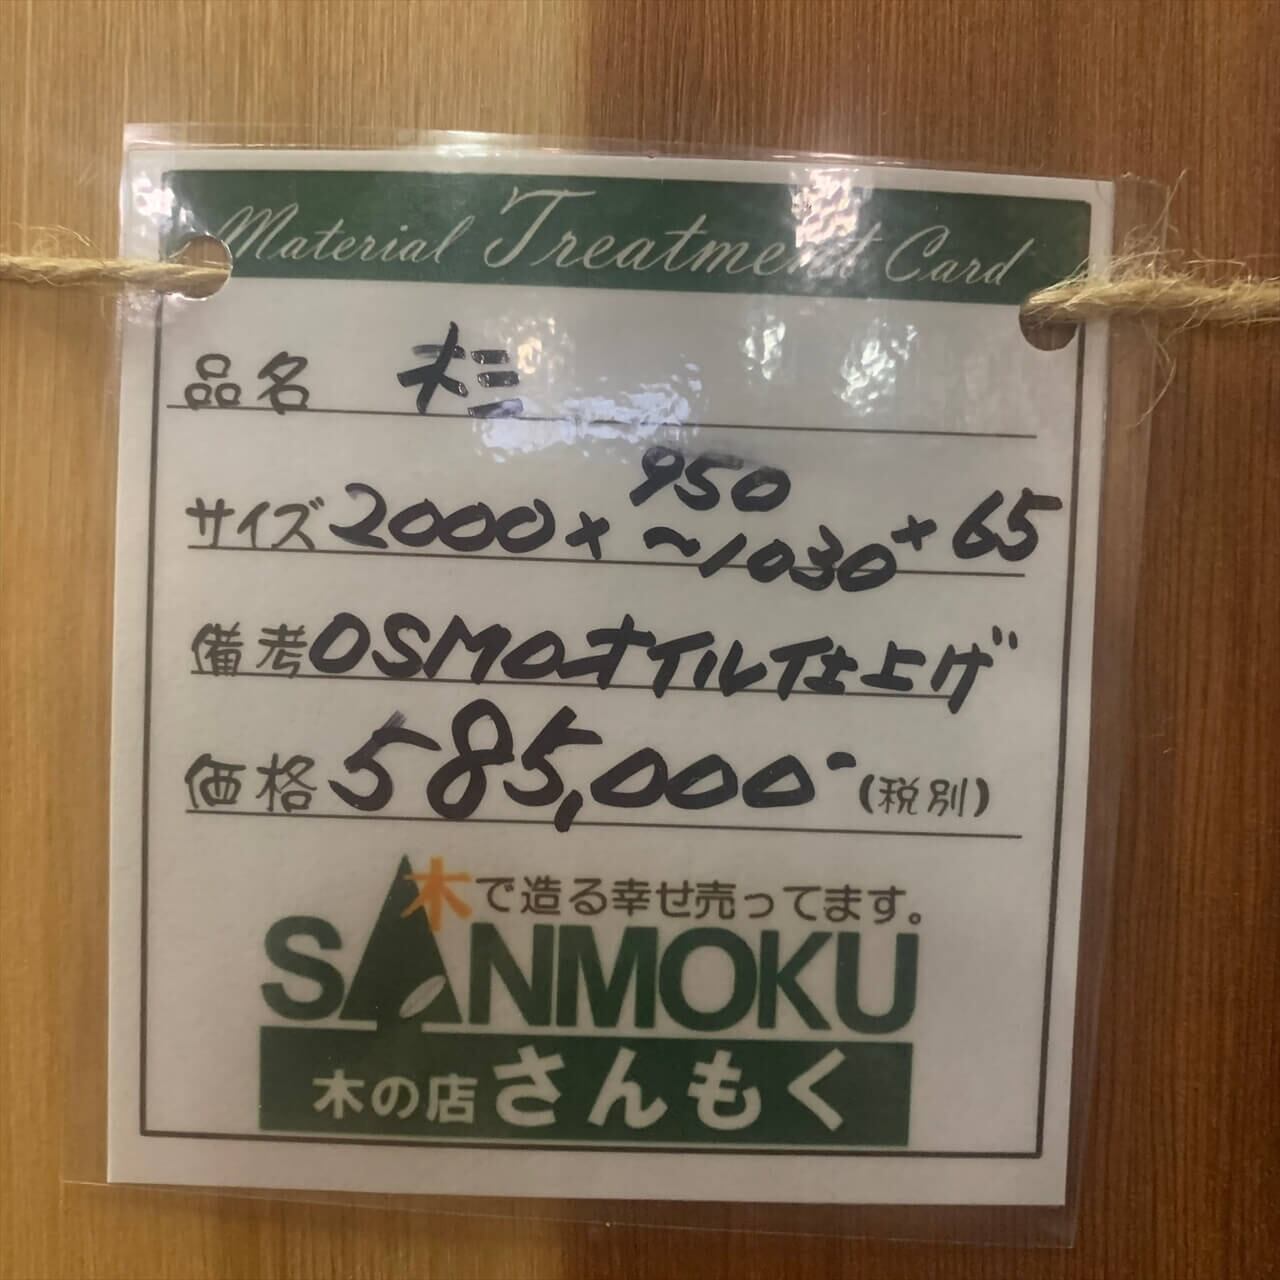 Material Treatment Card
品名 杉
サイズ 2000×950~1030×65
備考 OSMOオイル仕上げ
価格 585,000- (税別)
木で造る幸せ売ってます。
SANMOKU
木の店 さんもく